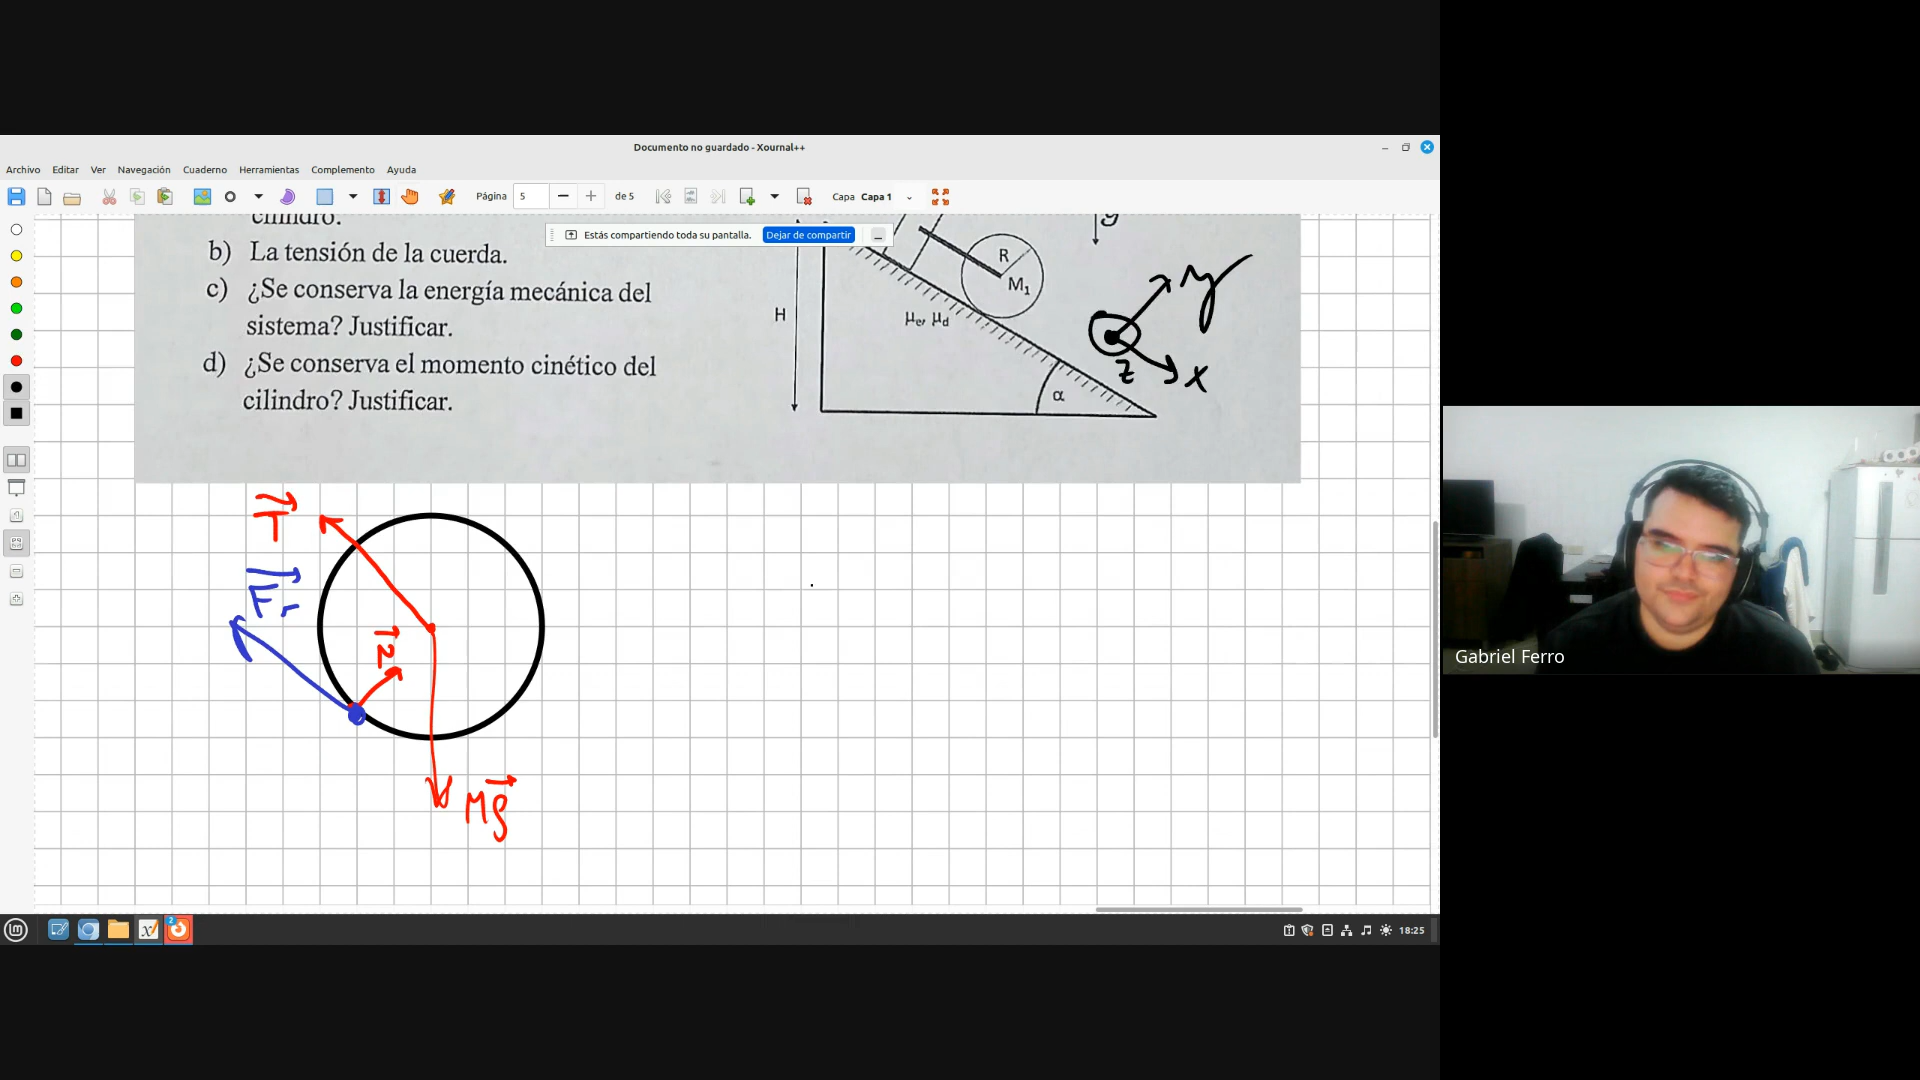 Documento no guardado - Xournal++
Archivo Editar Ver Navegación Cuaderno Herramientas Complemento Ayuda
Página 5 de 5 Capa Capa 1
cilindro.
Estás compartiendo toda su pantalla. Dejar de compartir
b) La tensión de la cuerda.
c) ¿Se conserva la energía mecánica del
sistema? Justificar.
d) ¿Se conserva el momento cinético del
cilindro? Justificar.
g
R
M1
H
μe, μd
α
y
z
x
T
Fr
N
Mg
Gabriel Ferro
2
18:25